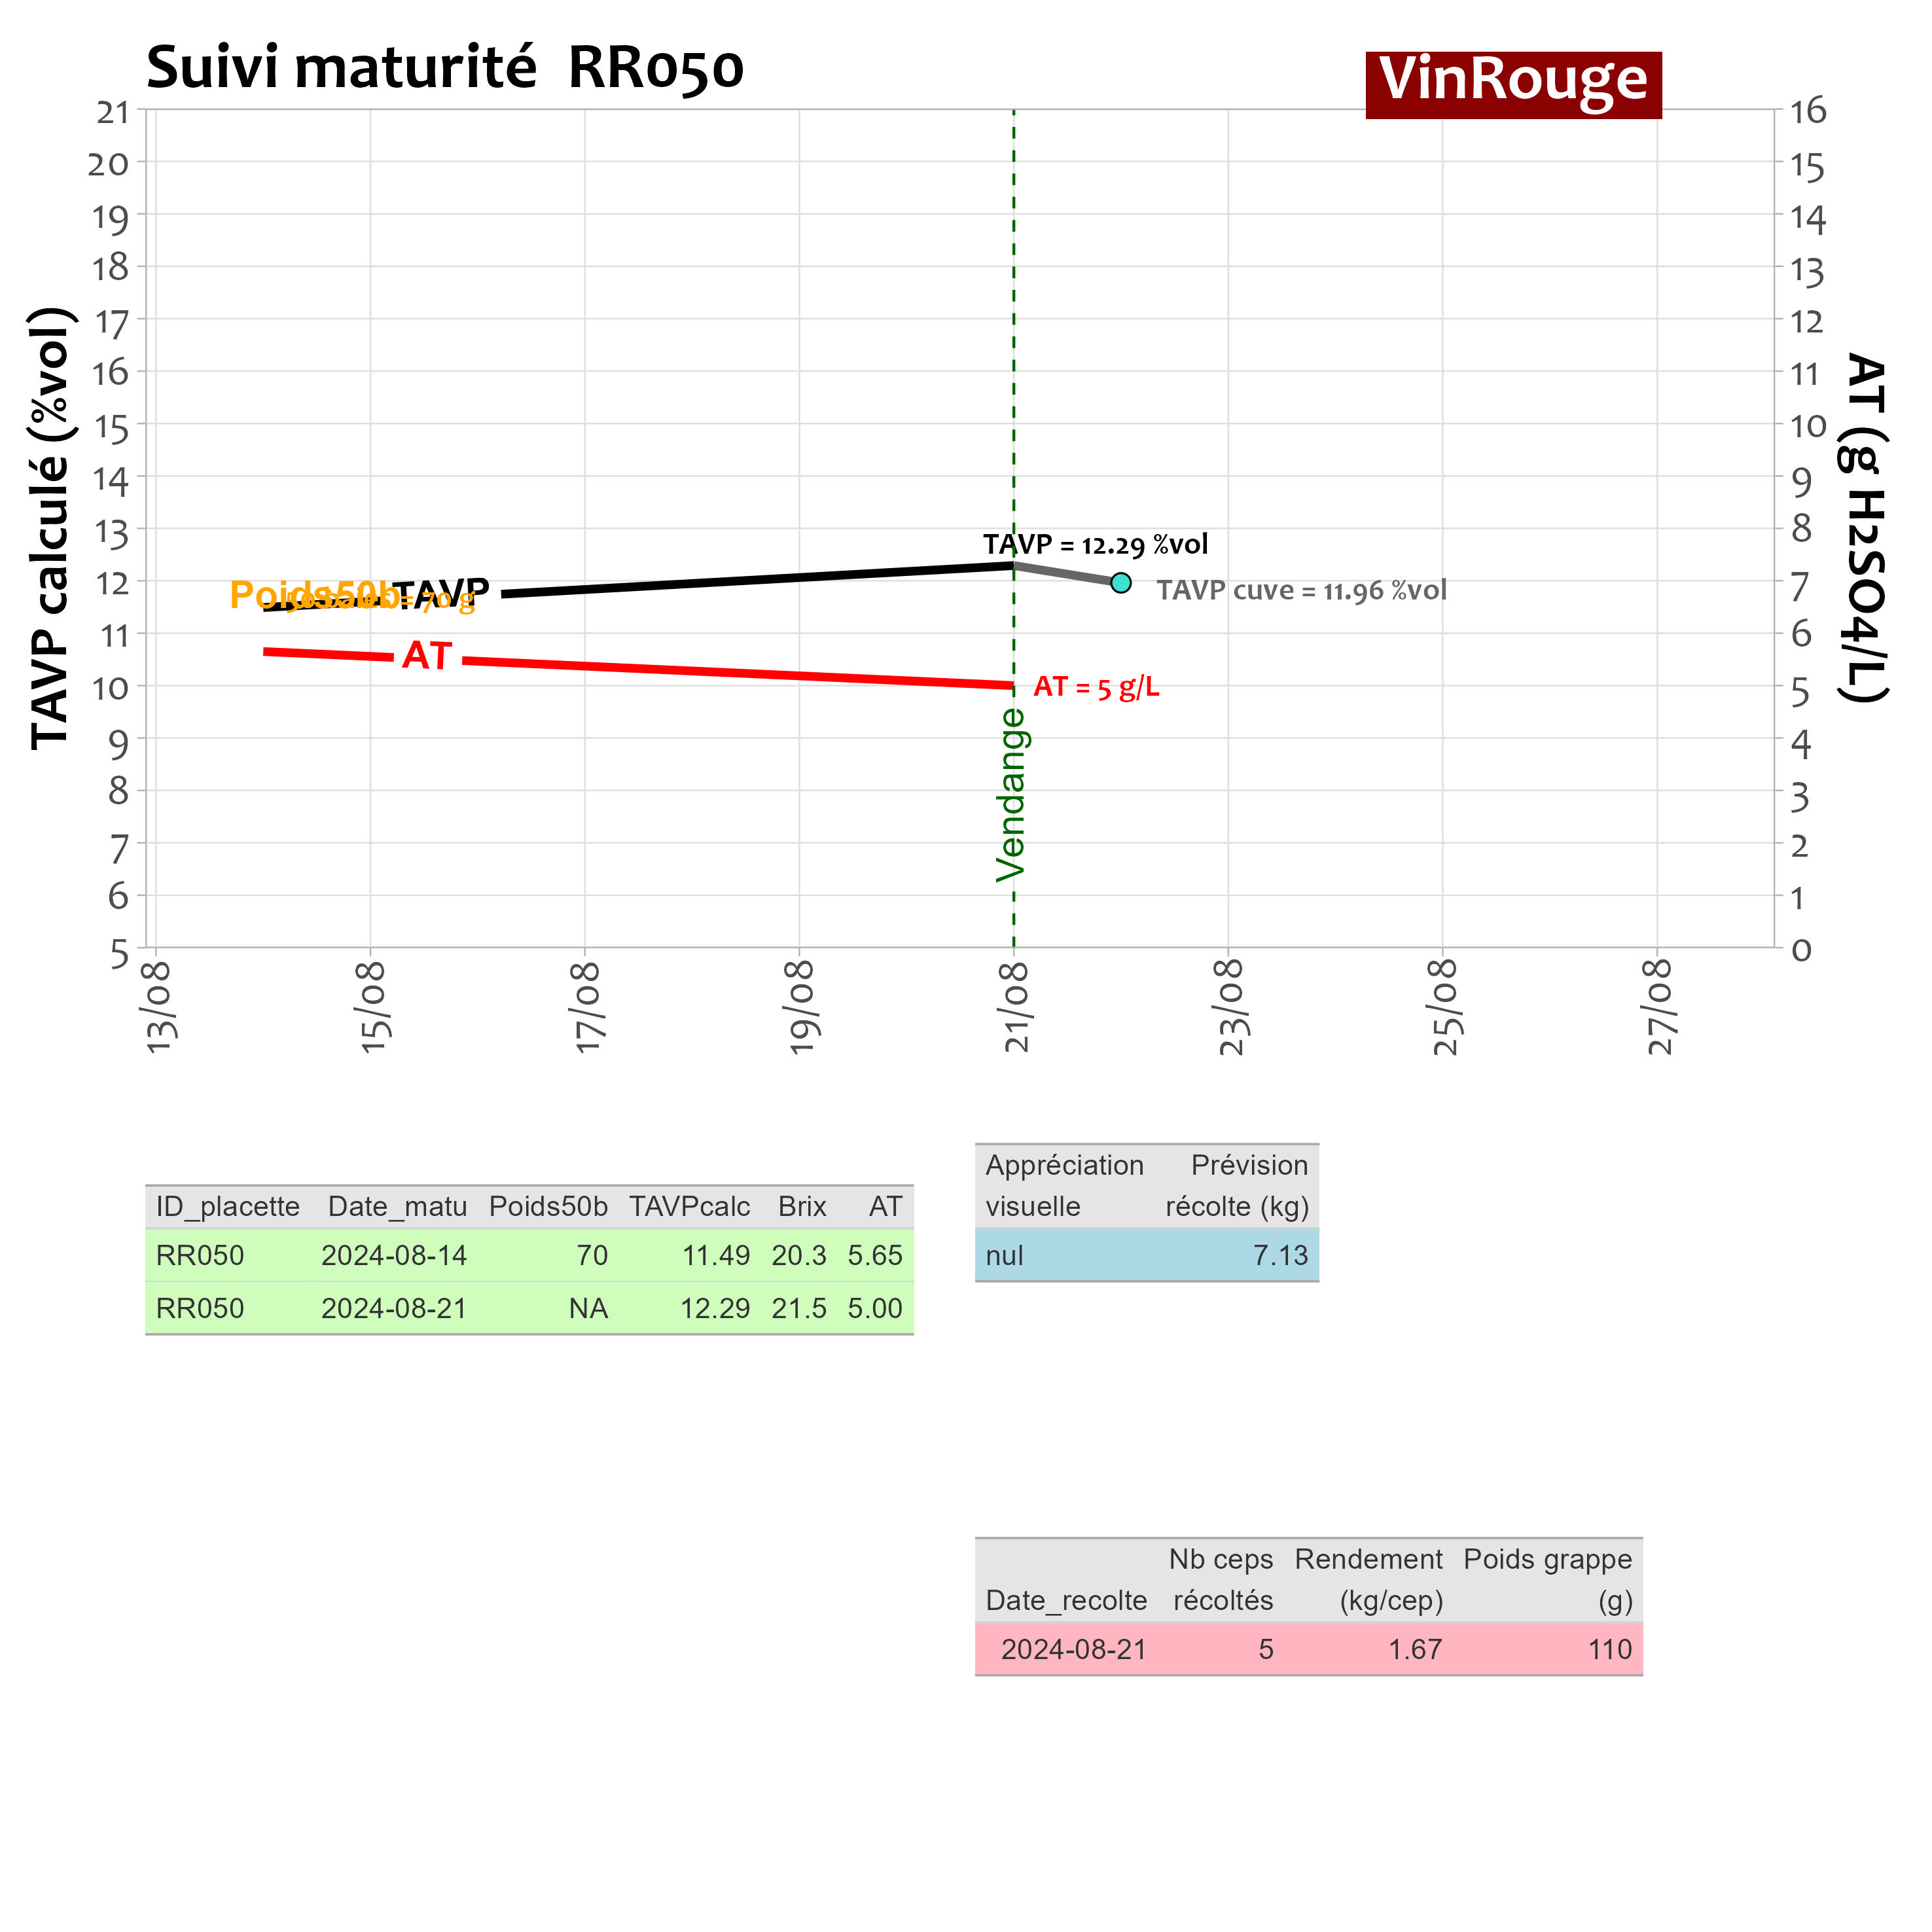 Suivi maturité RR050
VinRouge
TAVP calculé (%vol)
21
20
19
18
17
16
15
14
13
12
11
10
9
8
7
6
5
16
15
14
13
12
11
10
9
8
7
6
5
4
3
2
1
0
AT (g H2SO4/L)
TAVP = 12.29 %vol
TAVP cuve = 11.96 %vol
Poids50b
= 70 g
TAVP
AT
AT = 5 g/L
Vendange
13/08
15/08
17/08
19/08
21/08
23/08
25/08
27/08
ID_placette Date_matu Poids50b TAVPcalc Brix AT
RR050 2024-08-14 70 11.49 20.3 5.65
RR050 2024-08-21 NA 12.29 21.5 5.00
Appréciation Prévision
visuelle récolte (kg)
nul 7.13
Nb ceps Rendement Poids grappe
Date_recolte récoltés (kg/cep) (g)
2024-08-21 5 1.67 110